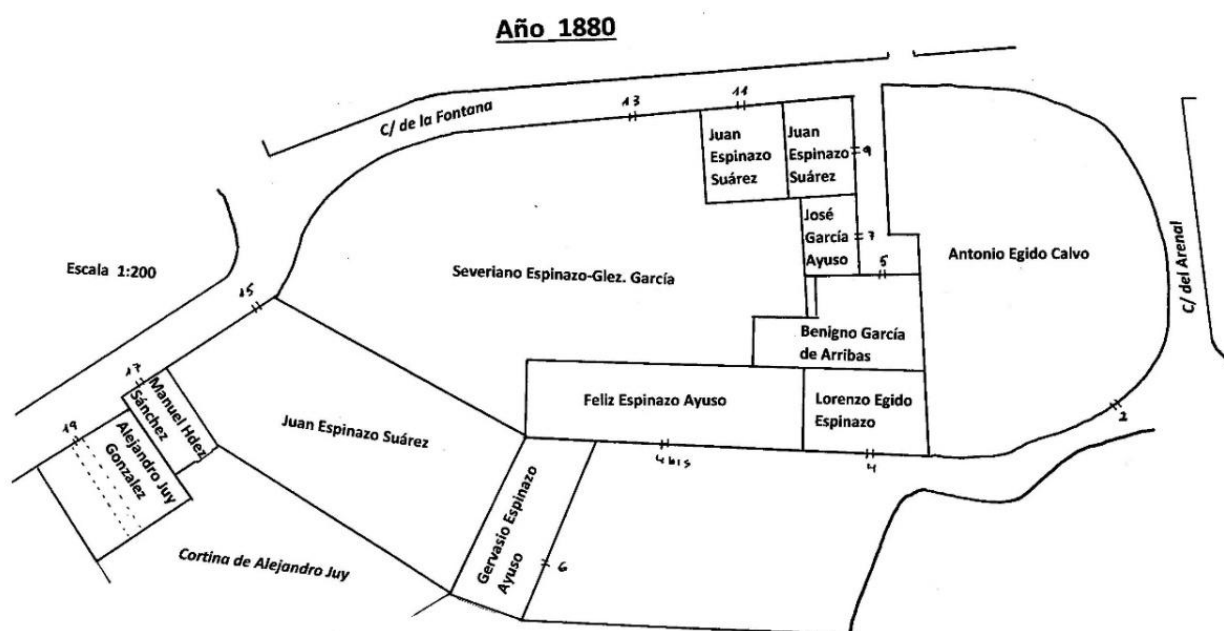 Año 1880
C/ de la Fontana
13
11
Juan
Espinazo
Suárez
Juan
Espinazo
Suárez
9
José
García
Ayuso
7
5
Antonio Egido Calvo
C/ del Arenal
Escala 1:200
Severiano Espinazo-Glez. García
15
Benigno García
de Arribas
17
Manuel Hdez
Sánchez
Feliz Espinazo Ayuso
Lorenzo Egido
Espinazo
2
19
Alejandro Juy
Gonzalez
Juan Espinazo Suárez
4 bis
4
Gervasio Espinazo
Ayuso
6
Cortina de Alejandro Juy